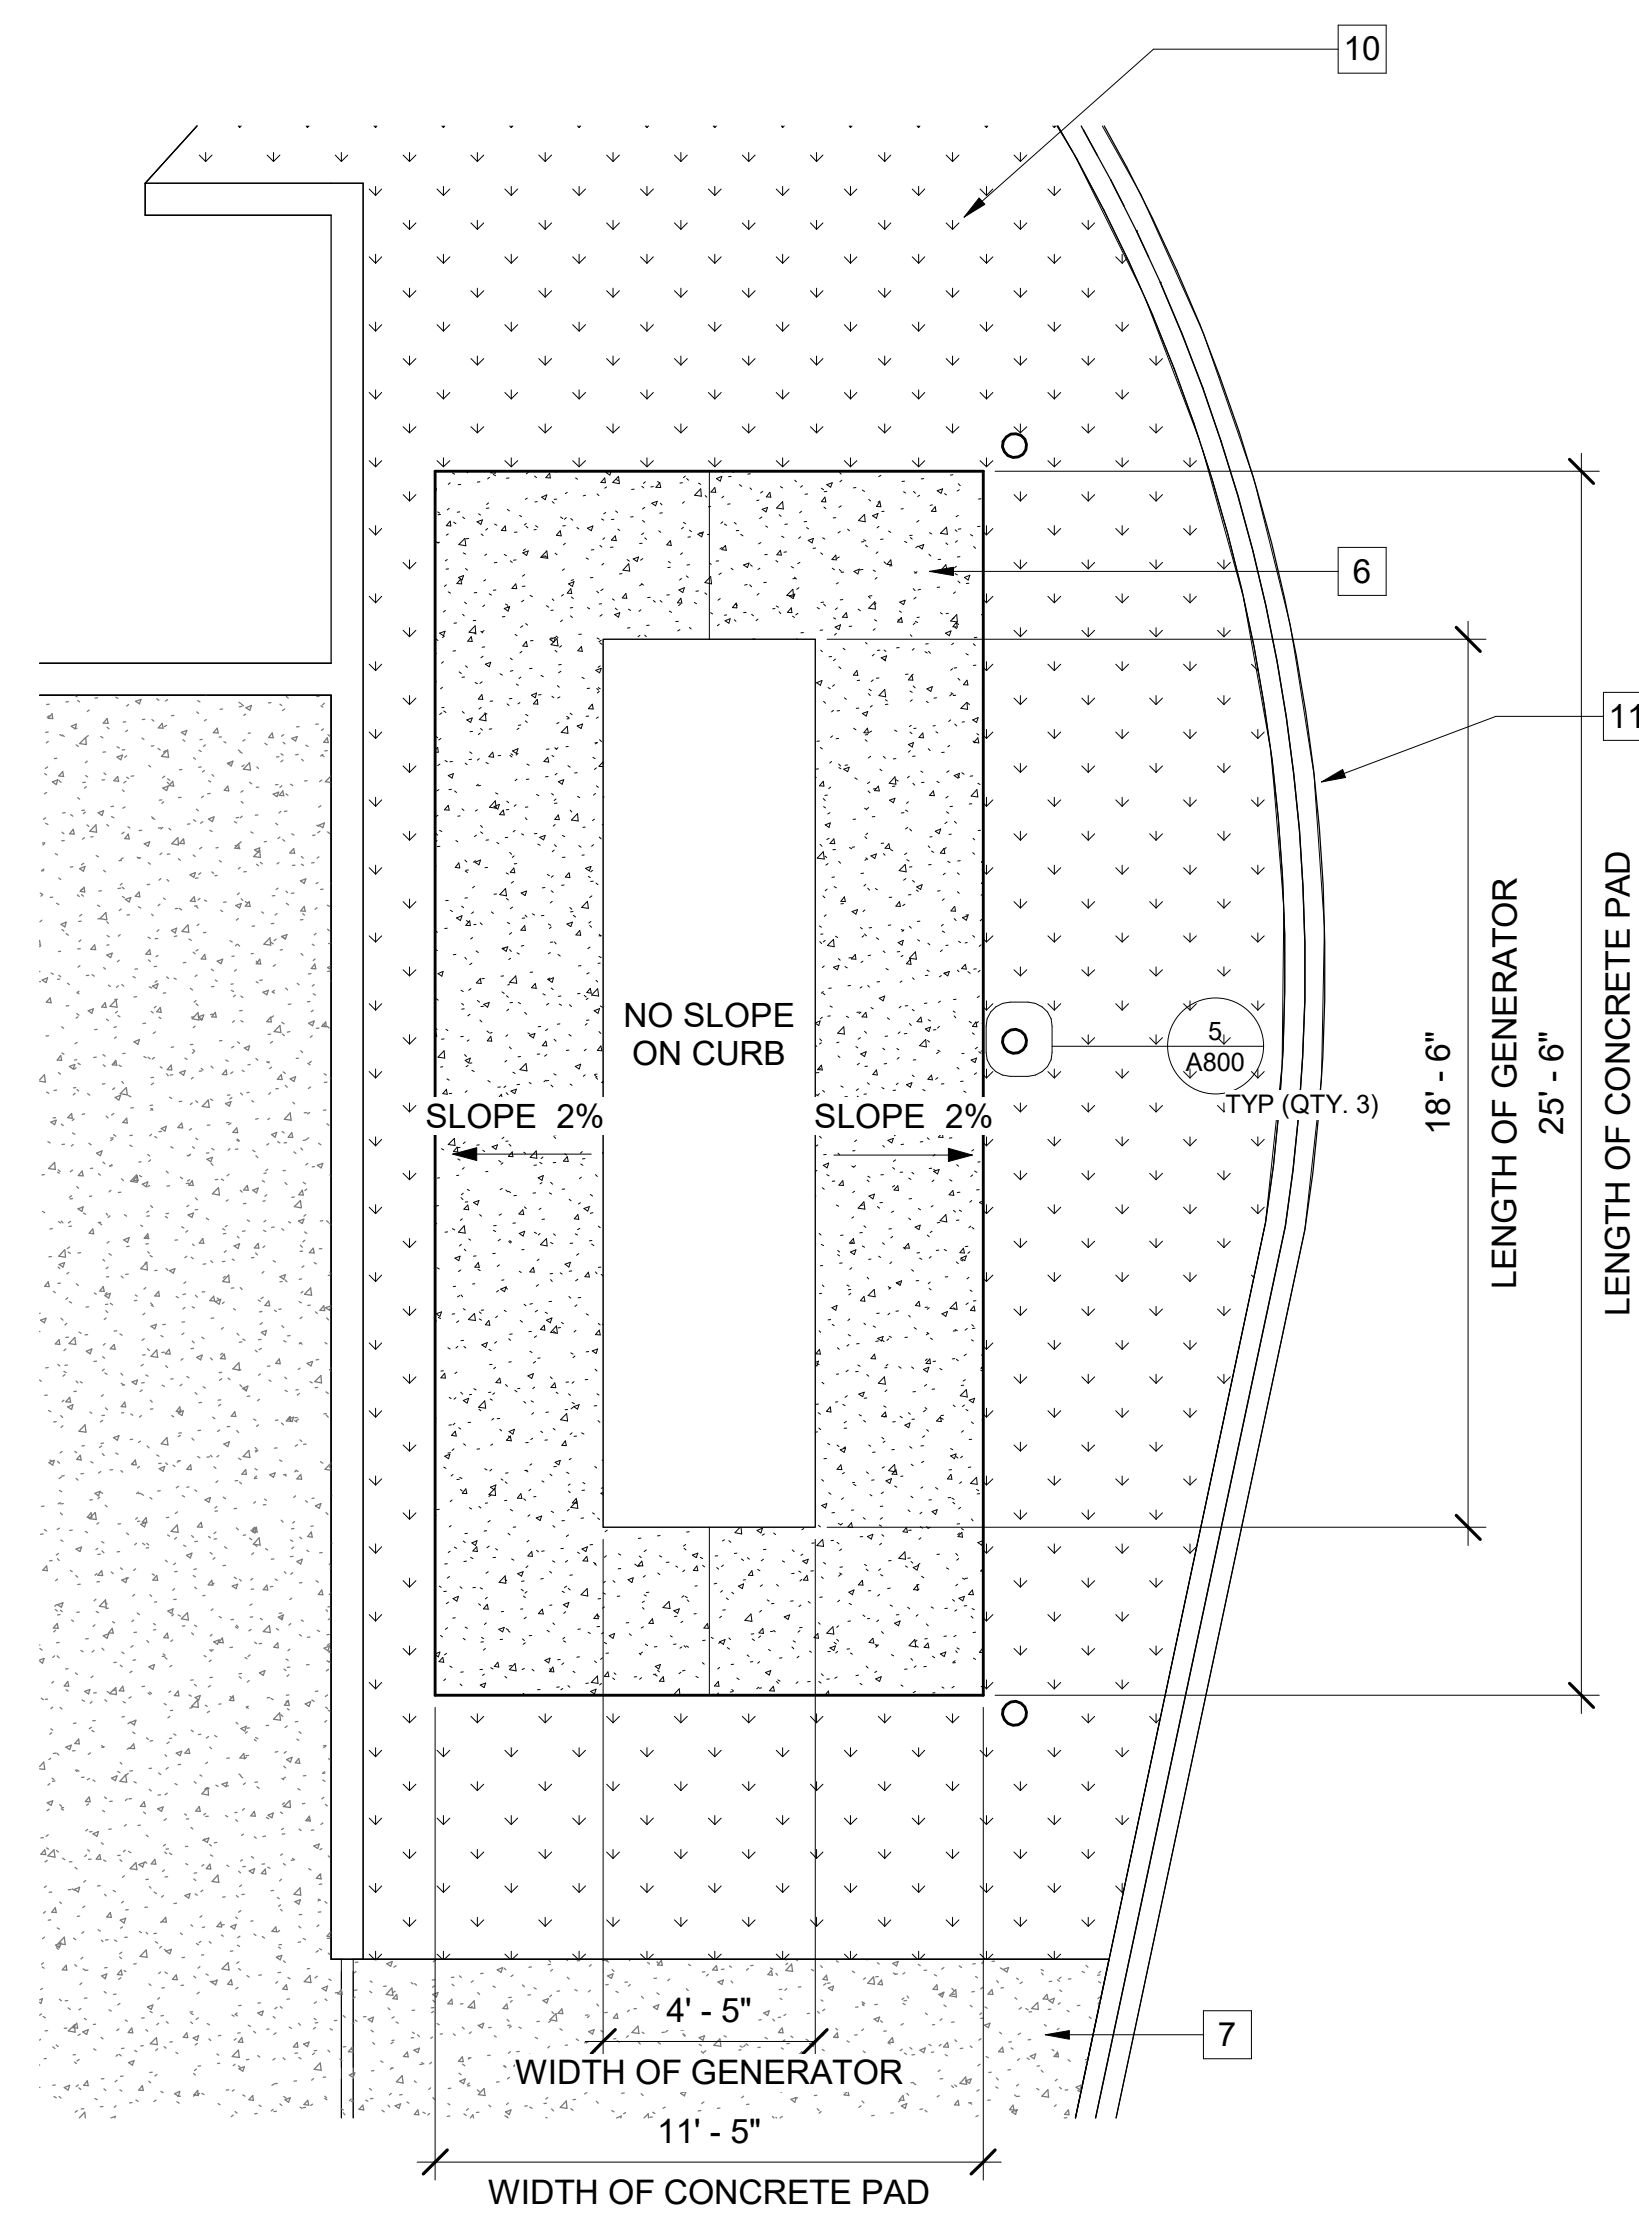 10
6
11
NO SLOPE
ON CURB
5
A800
TYP (QTY. 3)
SLOPE 2%
SLOPE 2%
18' - 6"
LENGTH OF GENERATOR
25' - 6"
LENGTH OF CONCRETE PAD
4' - 5"
WIDTH OF GENERATOR
7
11' - 5"
WIDTH OF CONCRETE PAD